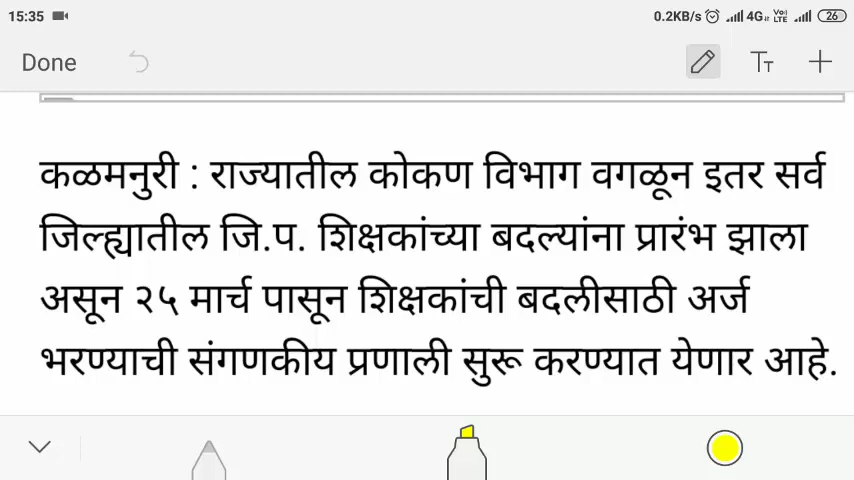 15:35 0.2KB/s 4G VoLTE 26
Done
कळमनुरी : राज्यातील कोकण विभाग वगळून इतर सर्व
जिल्ह्यातील जि.प. शिक्षकांच्या बदल्यांना प्रारंभ झाला
असून २५ मार्च पासून शिक्षकांची बदलीसाठी अर्ज
भरण्याची संगणकीय प्रणाली सुरू करण्यात येणार आहे.